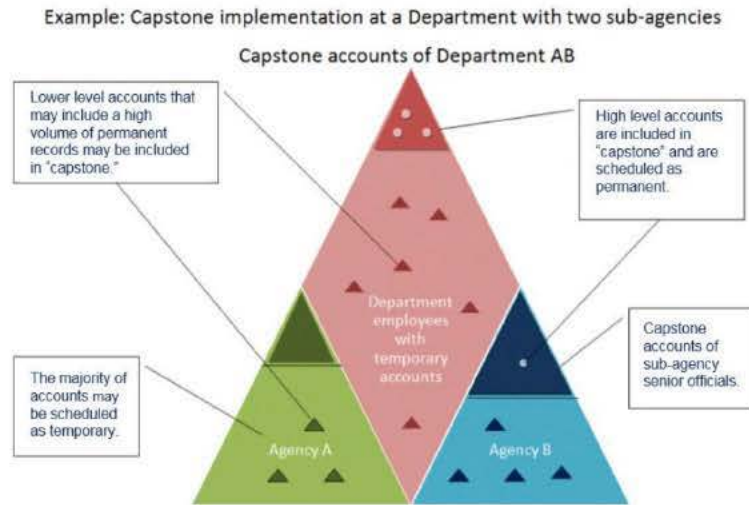 Example: Capstone implementation at a Department with two sub-agencies
Capstone accounts of Department AB
Lower level accounts that
may include a high
volume of permanent
records may be included
in “capstone.”
High level accounts
are included in
“capstone” and are
scheduled as
permanent.
Department
employees
with
temporary
accounts
Capstone
accounts of
sub-agency
senior officials.
The majority of
accounts may
be scheduled
as temporary.
Agency A
Agency B